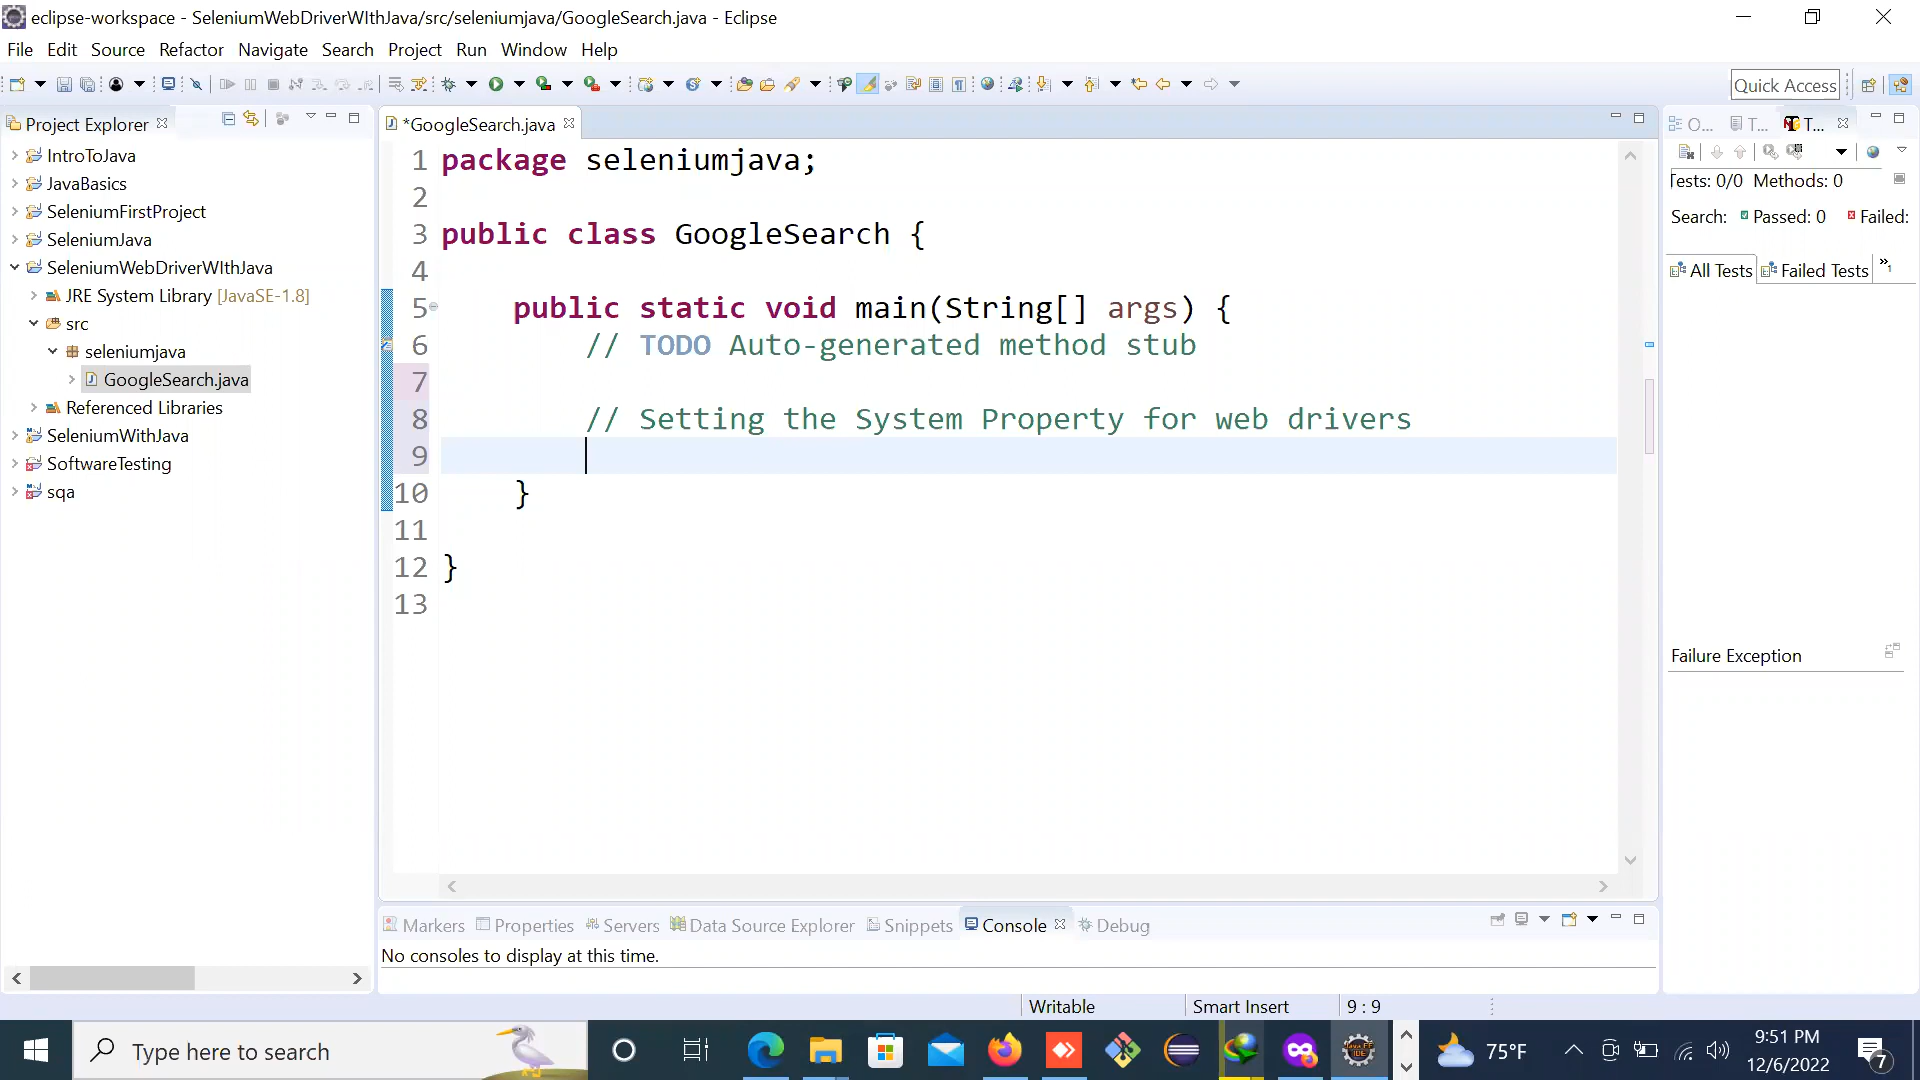 eclipse-workspace - SeleniumWebDriverWIthJava/src/seleniumjava/GoogleSearch.java - Eclipse
File Edit Source Refactor Navigate Search Project Run Window Help
Quick Access
Project Explorer
*GoogleSearch.java
O... T... T...
IntroToJava
JavaBasics
SeleniumFirstProject
SeleniumJava
SeleniumWebDriverWIthJava
JRE System Library [JavaSE-1.8]
src
seleniumjava
GoogleSearch.java
Referenced Libraries
SeleniumWithJava
SoftwareTesting
sqa
1 package seleniumjava;
2
3 public class GoogleSearch {
4
5 public static void main(String[] args) {
6 // TODO Auto-generated method stub
7
8 // Setting the System Property for web drivers
9
10 }
11
12 }
13
Tests: 0/0 Methods: 0
Search: Passed: 0 Failed:
All Tests Failed Tests »1
Failure Exception
Markers Properties Servers Data Source Explorer Snippets Console Debug
No consoles to display at this time.
Writable Smart Insert 9 : 9
Type here to search
75°F
9:51 PM
12/6/2022
7